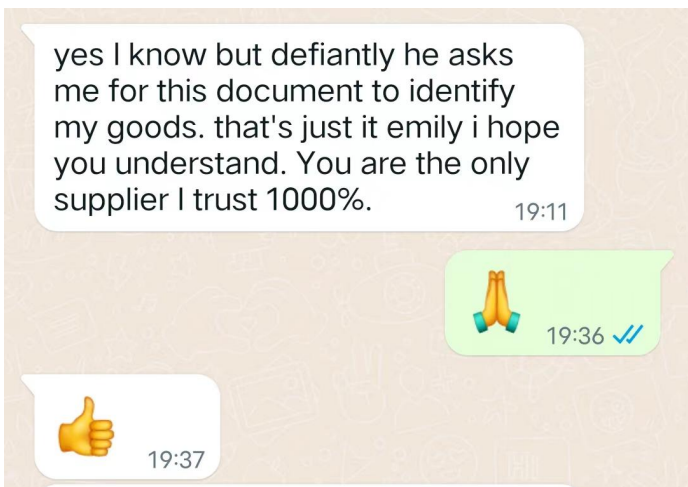 yes I know but defiantly he asks
me for this document to identify
my goods. that's just it emily i hope
you understand. You are the only
supplier I trust 1000%.
19:11
🙏
19:36
👍
19:37